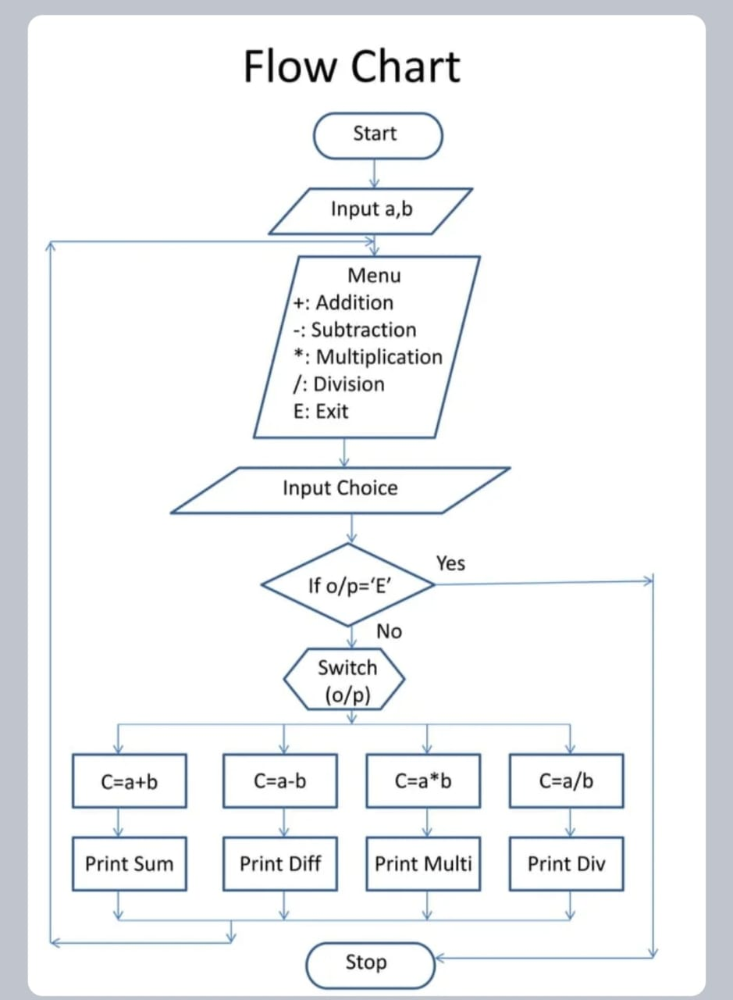 Flow Chart
Start
Input a,b
Menu
+: Addition
-: Subtraction
*: Multiplication
/: Division
E: Exit
Input Choice
Yes
If o/p=‘E’
No
Switch
(o/p)
C=a+b
C=a-b
C=a*b
C=a/b
Print Sum
Print Diff
Print Multi
Print Div
Stop